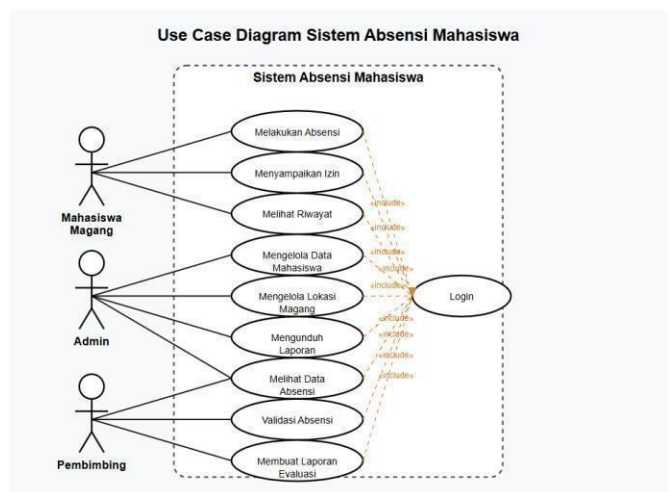 Use Case Diagram Sistem Absensi Mahasiswa
Sistem Absensi Mahasiswa
Melakukan Absensi
Menyampaikan Izin
Melihat Riwayat
Mahasiswa
Magang
«include»
«include»
Mengelola Data
Mahasiswa
«include»
«include»
Mengelola Lokasi
Magang
Login
Admin
Mengunduh
Laporan
«include»
«include»
«include»
Melihat Data
Absensi
«include»
Validasi Absensi
Pembimbing
Membuat Laporan
Evaluasi